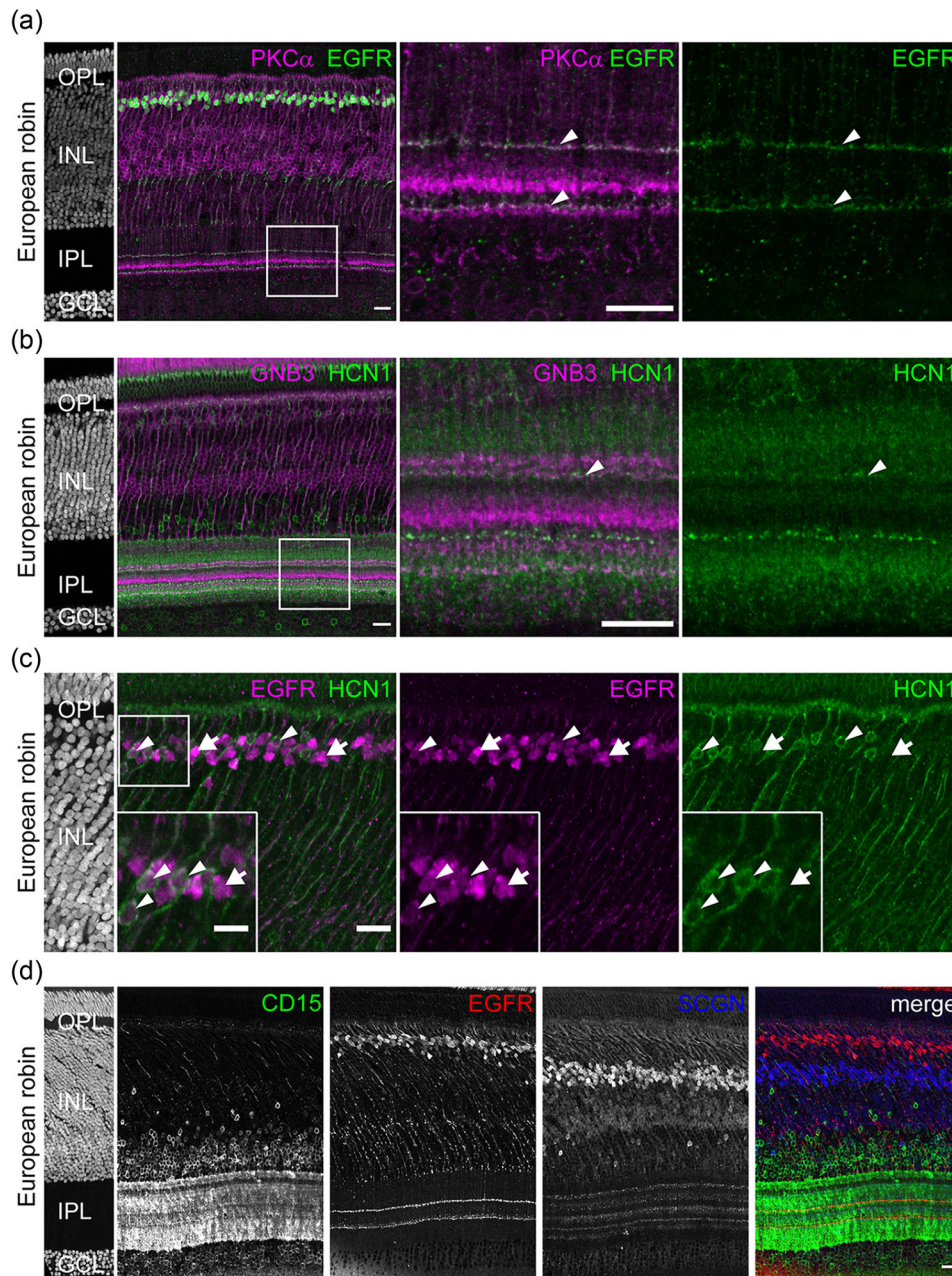 (a)
European robin
OPL
INL
IPL
GCL
PKCα EGFR
PKCα EGFR
EGFR
(b)
European robin
OPL
INL
IPL
GCL
GNB3 HCN1
GNB3 HCN1
HCN1
(c)
European robin
OPL
INL
EGFR HCN1
EGFR
HCN1
(d)
European robin
OPL
INL
IPL
GCL
CD15
EGFR
SCGN
merge